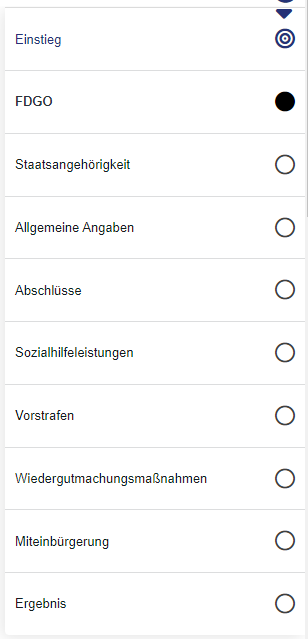 Einstieg
FDGO
Staatsangehörigkeit
Allgemeine Angaben
Abschlüsse
Sozialhilfeleistungen
Vorstrafen
Wiedergutmachungsmaßnahmen
Miteinbürgerung
Ergebnis